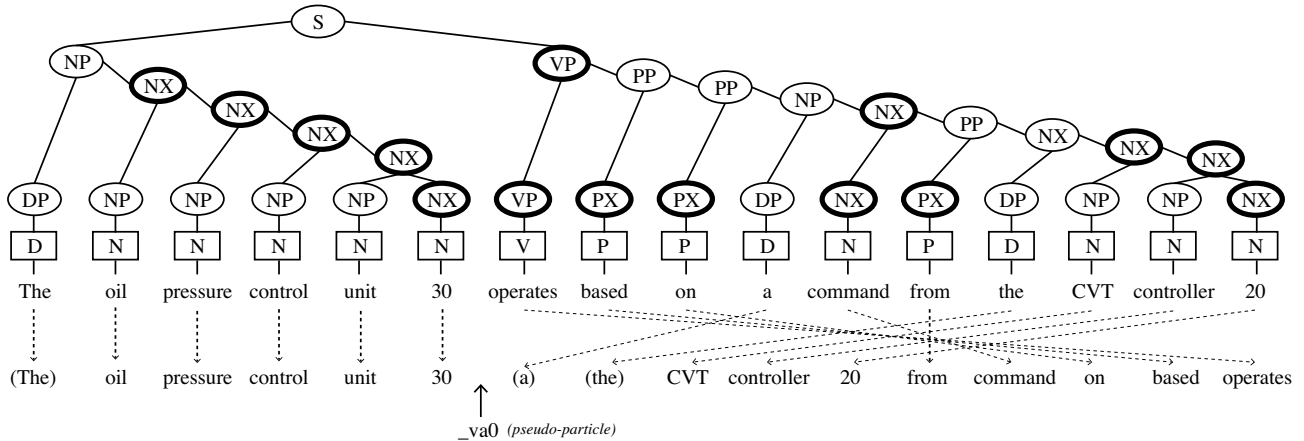 S
NP VP
NX PP
NX PP
NX NP
NX NX
PP
NX
NX
NX
DP NP NP NP NP NX VP PX PX DP NX PX DP NP NP NX
D N N N N N V P P D N P D N N N
The oil pressure control unit 30 operates based on a command from the CVT controller 20
(The) oil pressure control unit 30 (a) (the) CVT controller 20 from command on based operates
_va0 (pseudo-particle)